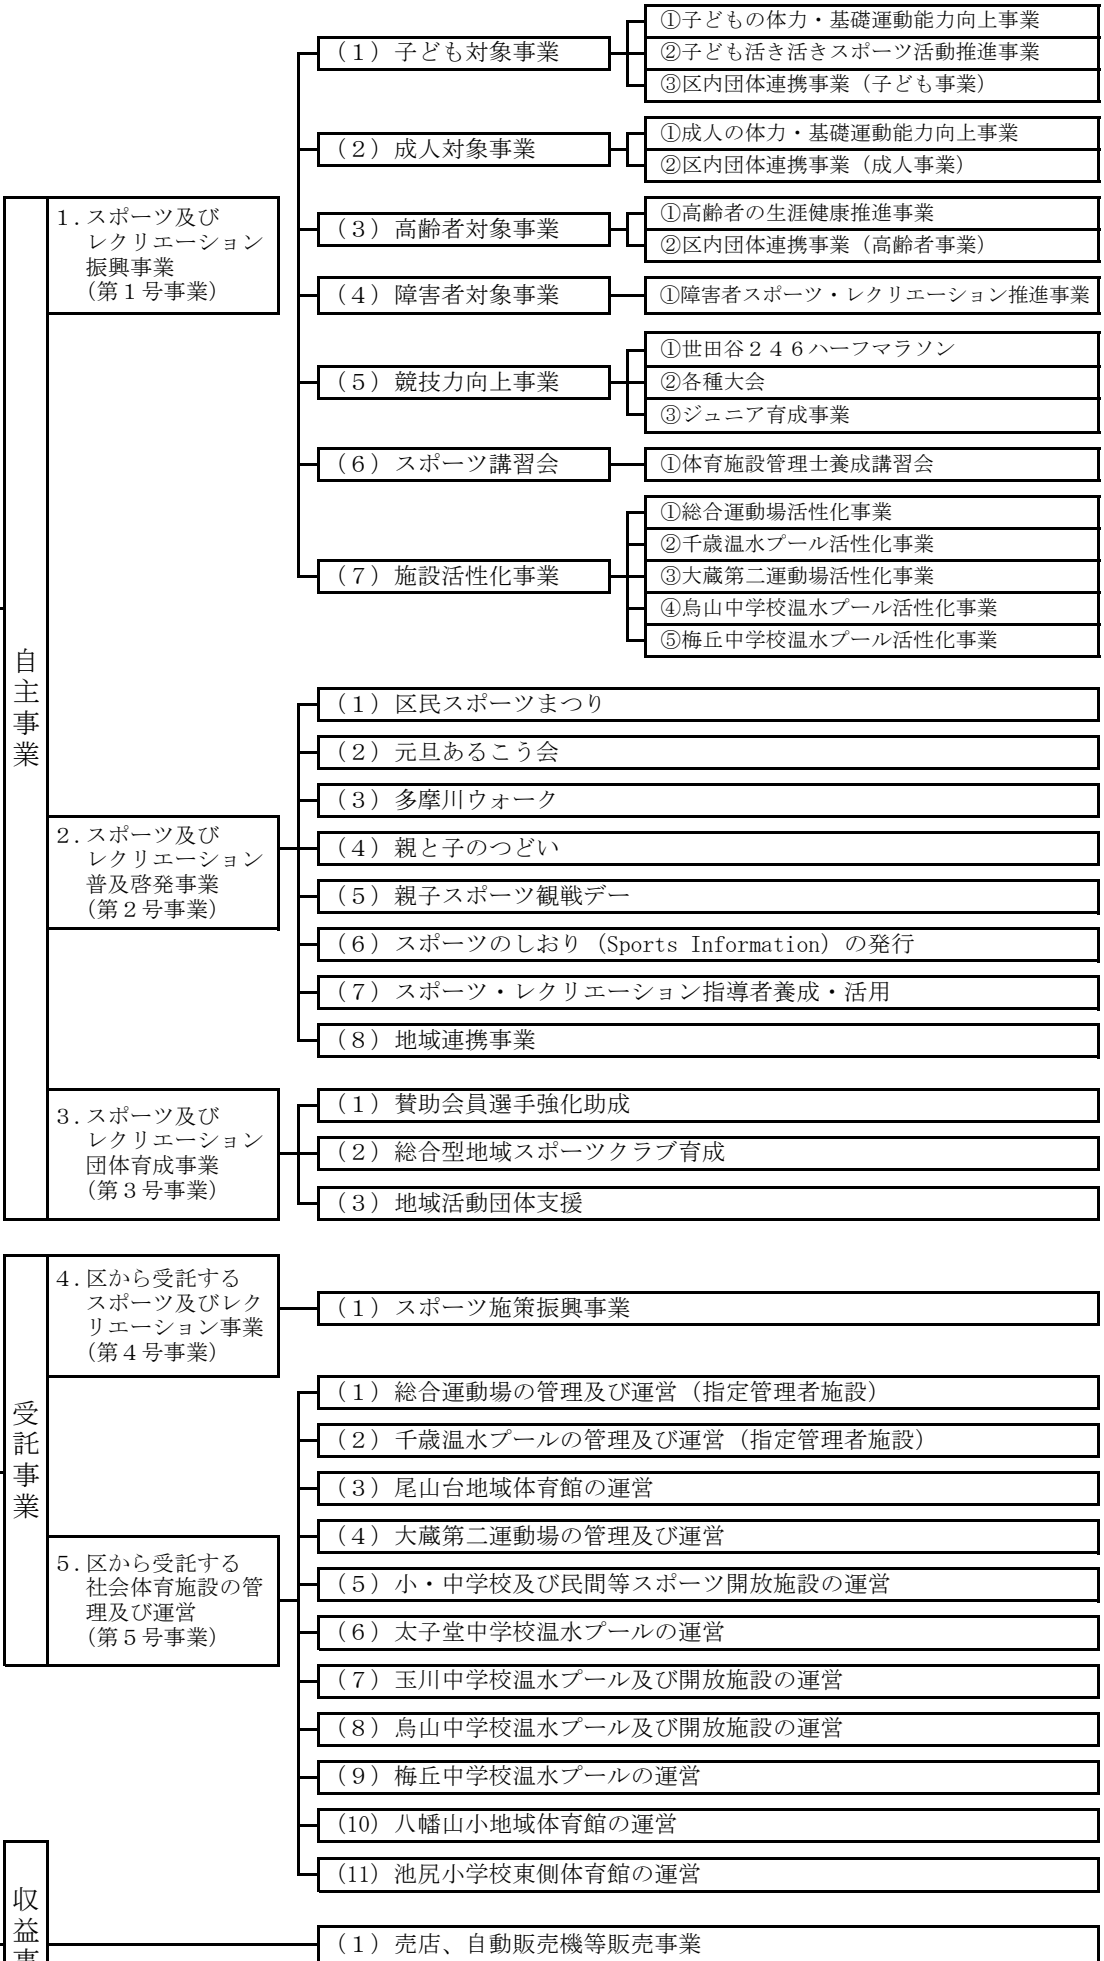 自主事業
１. スポーツ及び
レクリエーション
振興事業
(第１号事業)
（１）子ども対象事業
①子どもの体力・基礎運動能力向上事業
②子ども活き活きスポーツ活動推進事業
③区内団体連携事業（子ども事業）
（２）成人対象事業
①成人の体力・基礎運動能力向上事業
②区内団体連携事業（成人事業）
（３）高齢者対象事業
①高齢者の生涯健康推進事業
②区内団体連携事業（高齢者事業）
（４）障害者対象事業
①障害者スポーツ・レクリエーション推進事業
（５）競技力向上事業
①世田谷２４６ハーフマラソン
②各種大会
③ジュニア育成事業
（６）スポーツ講習会
①体育施設管理士養成講習会
（７）施設活性化事業
①総合運動場活性化事業
②千歳温水プール活性化事業
③大蔵第二運動場活性化事業
④烏山中学校温水プール活性化事業
⑤梅丘中学校温水プール活性化事業
２. スポーツ及び
レクリエーション
普及啓発事業
(第２号事業)
（１）区民スポーツまつり
（２）元旦あるこう会
（３）多摩川ウォーク
（４）親と子のつどい
（５）親子スポーツ観戦デー
（６）スポーツのしおり（Sports Information）の発行
（７）スポーツ・レクリエーション指導者養成・活用
（８）地域連携事業
３. スポーツ及び
レクリエーション
団体育成事業
(第３号事業)
（１）賛助会員選手強化助成
（２）総合型地域スポーツクラブ育成
（３）地域活動団体支援
受託事業
４. 区から受託する
スポーツ及びレク
リエーション事業
(第４号事業)
（１）スポーツ施策振興事業
５. 区から受託する
社会体育施設の管
理及び運営
(第５号事業)
（１）総合運動場の管理及び運営（指定管理者施設）
（２）千歳温水プールの管理及び運営（指定管理者施設）
（３）尾山台地域体育館の運営
（４）大蔵第二運動場の管理及び運営
（５）小・中学校及び民間等スポーツ開放施設の運営
（６）太子堂中学校温水プールの運営
（７）玉川中学校温水プール及び開放施設の運営
（８）烏山中学校温水プール及び開放施設の運営
（９）梅丘中学校温水プールの運営
（10）八幡山小地域体育館の運営
（11）池尻小学校東側体育館の運営
収益事
（１）売店、自動販売機等販売事業